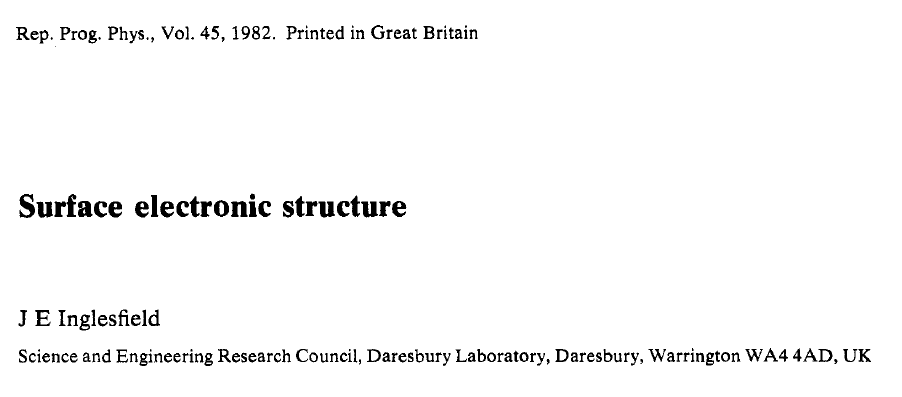 Rep. Prog. Phys., Vol. 45, 1982. Printed in Great Britain
Surface electronic structure
J E Inglesfield
Science and Engineering Research Council, Daresbury Laboratory, Daresbury, Warrington WA4 4AD, UK